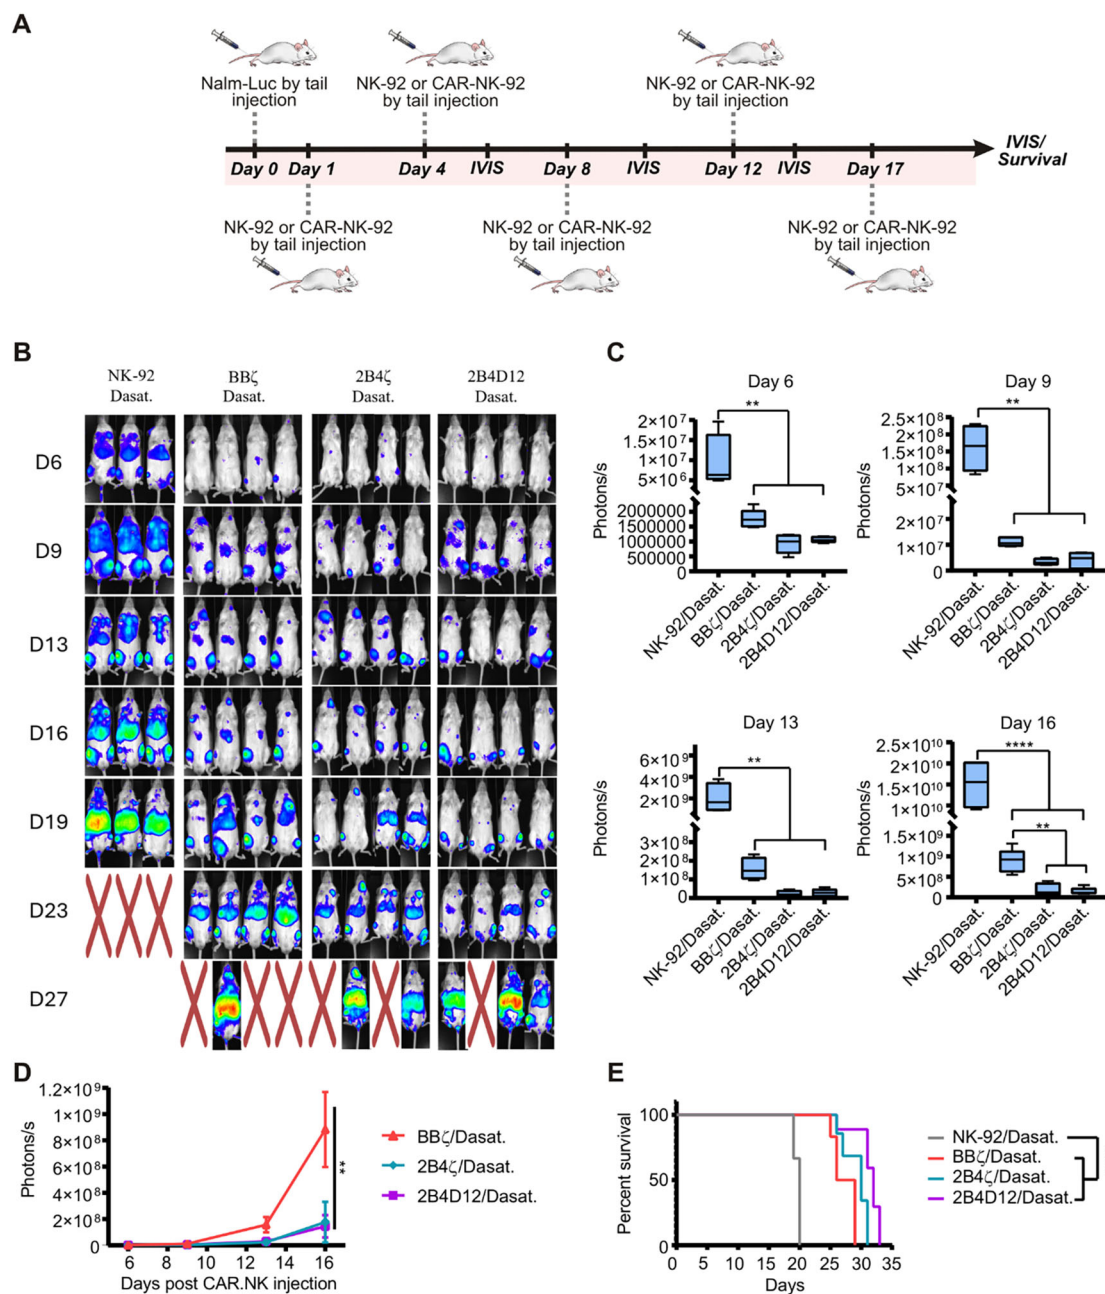 A
Nalm-Luc by tail
injection
NK-92 or CAR-NK-92
by tail injection
NK-92 or CAR-NK-92
by tail injection
Day 0
Day 1
Day 4
IVIS
Day 8
IVIS
Day 12
IVIS
Day 17
IVIS/
Survival
NK-92 or CAR-NK-92
by tail injection
NK-92 or CAR-NK-92
by tail injection
NK-92 or CAR-NK-92
by tail injection
B
NK-92
Dasat.
BBζ
Dasat.
2B4ζ
Dasat.
2B4D12
Dasat.
D6
D9
D13
D16
D19
D23
D27
C
Day 6
**
Photons/s
2×10⁷
1×10⁷
1×10⁷
5×10⁶
2000000
1500000
1000000
500000
0
NK-92/Dasat.
BBζ/Dasat.
2B4ζ/Dasat.
2B4D12/Dasat.
Day 9
**
Photons/s
2.5×10⁸
2×10⁸
1×10⁸
1×10⁸
5×10⁷
2×10⁷
1×10⁷
0
NK-92/Dasat.
BBζ/Dasat.
2B4ζ/Dasat.
2B4D12/Dasat.
Day 13
**
Photons/s
6×10⁹
4×10⁹
2×10⁹
3×10⁸
2×10⁸
1×10⁸
0
NK-92/Dasat.
BBζ/Dasat.
2B4ζ/Dasat.
2B4D12/Dasat.
Day 16
****
**
Photons/s
2.5×10¹⁰
2×10¹⁰
1×10¹⁰
1.5×10⁹
1×10⁹
5×10⁸
0
NK-92/Dasat.
BBζ/Dasat.
2B4ζ/Dasat.
2B4D12/Dasat.
D
Photons/s
1.2×10⁹
1×10⁹
8×10⁸
6×10⁸
4×10⁸
2×10⁸
0
6 8 10 12 14 16
Days post CAR.NK injection
**
BBζ/Dasat.
2B4ζ/Dasat.
2B4D12/Dasat.
E
Percent survival
100
50
0
0 5 10 15 20 25 30 35
Days
NK-92/Dasat.
BBζ/Dasat.
2B4ζ/Dasat.
2B4D12/Dasat.